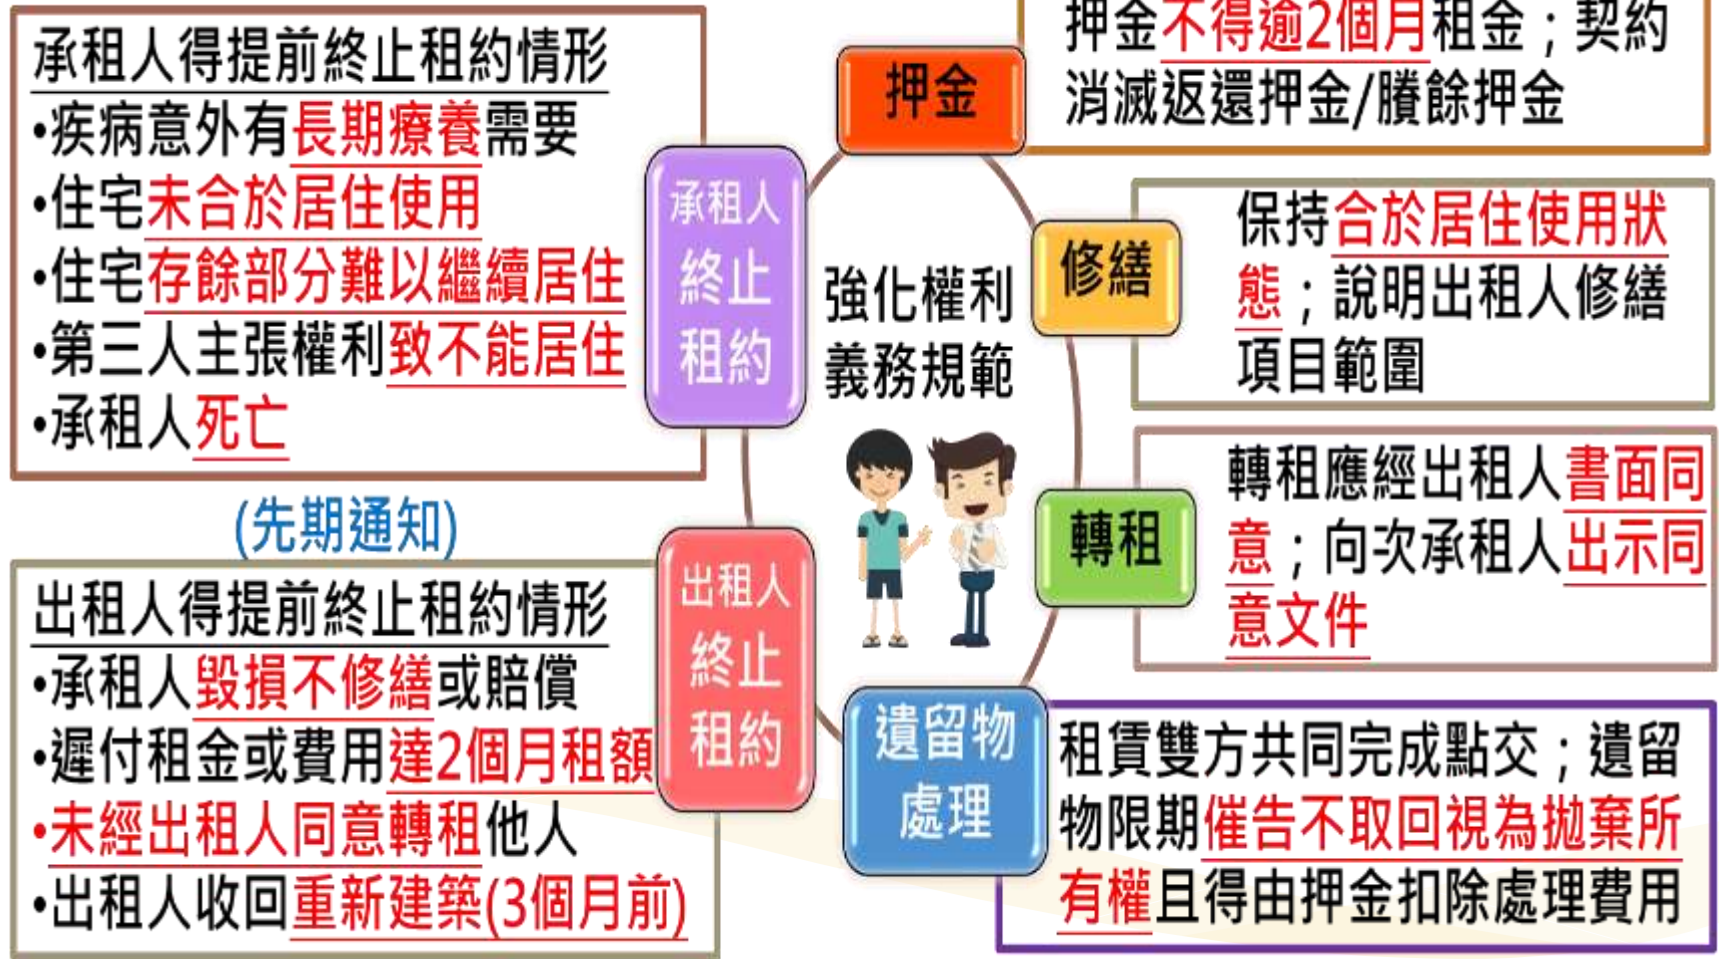 承租人得提前終止租約情形
•疾病意外有長期療養需要
•住宅未合於居住使用
•住宅存餘部分難以繼續居住
•第三人主張權利致不能居住
•承租人死亡
承租人
終止
租約
(先期通知)
出租人得提前終止租約情形
•承租人毀損不修繕或賠償
•遲付租金或費用達2個月租額
•未經出租人同意轉租他人
•出租人收回重新建築(3個月前)
出租人
終止
租約
強化權利
義務規範
押金
押金不得逾2個月租金；契約
消滅返還押金/賸餘押金
修繕
保持合於居住使用狀
態；說明出租人修繕
項目範圍
轉租
轉租應經出租人書面同
意；向次承租人出示同
意文件
遺留物
處理
租賃雙方共同完成點交；遺留
物限期催告不取回視為拋棄所
有權且得由押金扣除處理費用